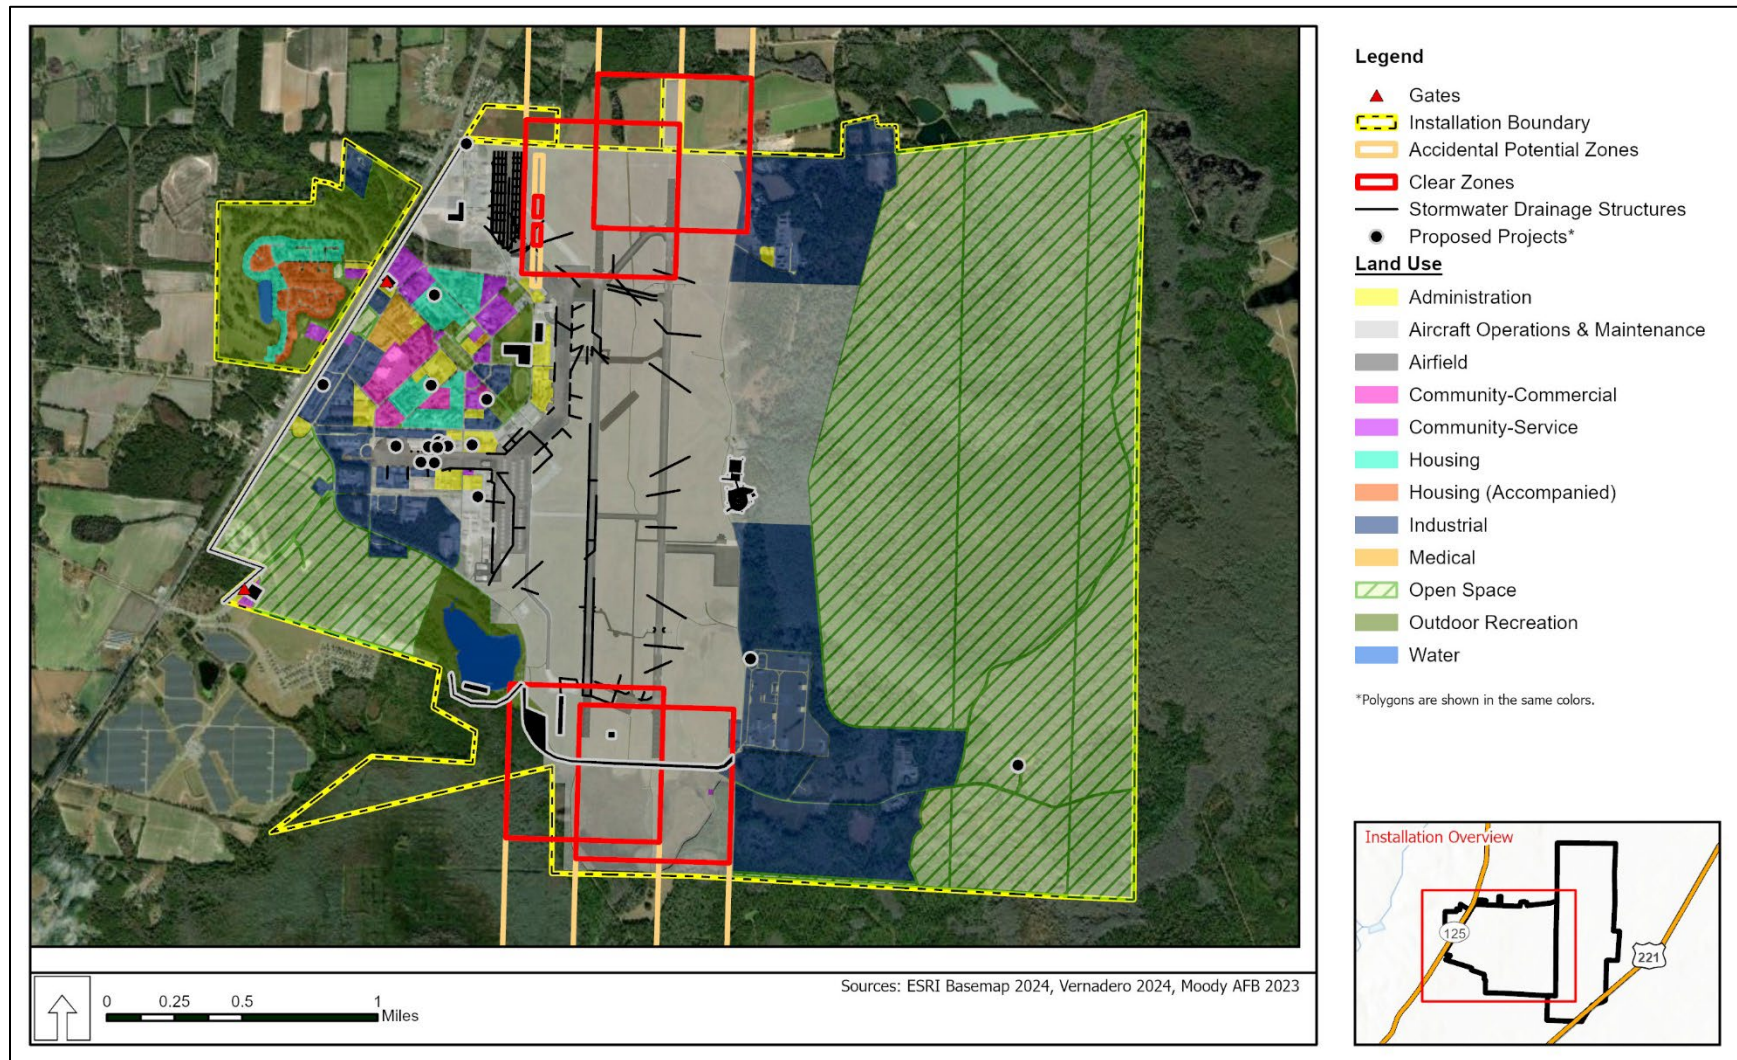 Legend
Gates
Installation Boundary
Accidental Potential Zones
Clear Zones
Stormwater Drainage Structures
Proposed Projects*
Land Use
Administration
Aircraft Operations & Maintenance
Airfield
Community-Commercial
Community-Service
Housing
Housing (Accompanied)
Industrial
Medical
Open Space
Outdoor Recreation
Water
*Polygons are shown in the same colors.
Installation Overview
125
221
Sources: ESRI Basemap 2024, Vernadero 2024, Moody AFB 2023
0 0.25 0.5 1
Miles